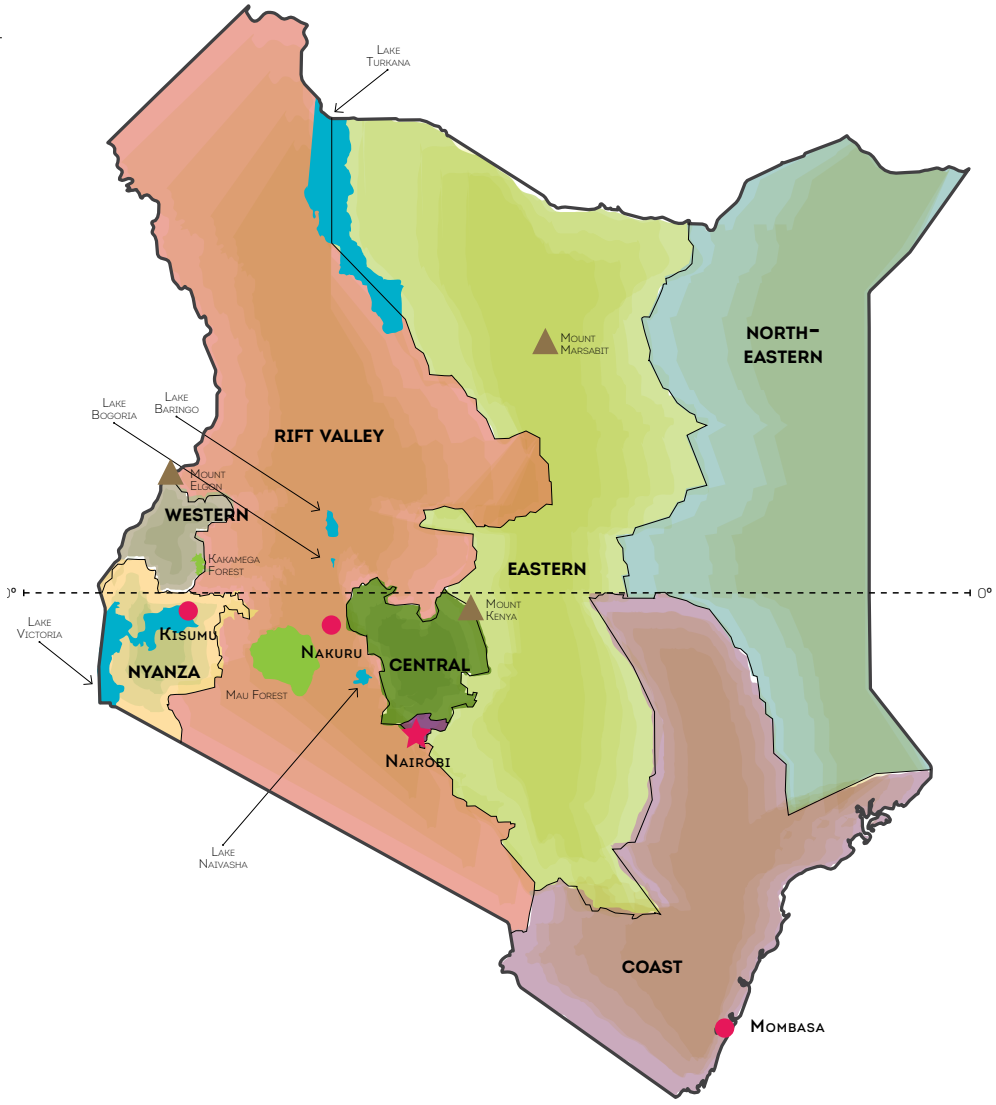 Lake
Turkana
North-
Eastern
Mount
Marsabit
Lake
Baringo
Lake
Bogoria
Rift Valley
Mount
Elgon
Western
Kakamega
Forest
Eastern
0°
0°
Mount
Kenya
Lake
Victoria
Kisumu
Nakuru
Central
Nyanza
Mau Forest
Nairobi
Lake
Naivasha
Coast
Mombasa